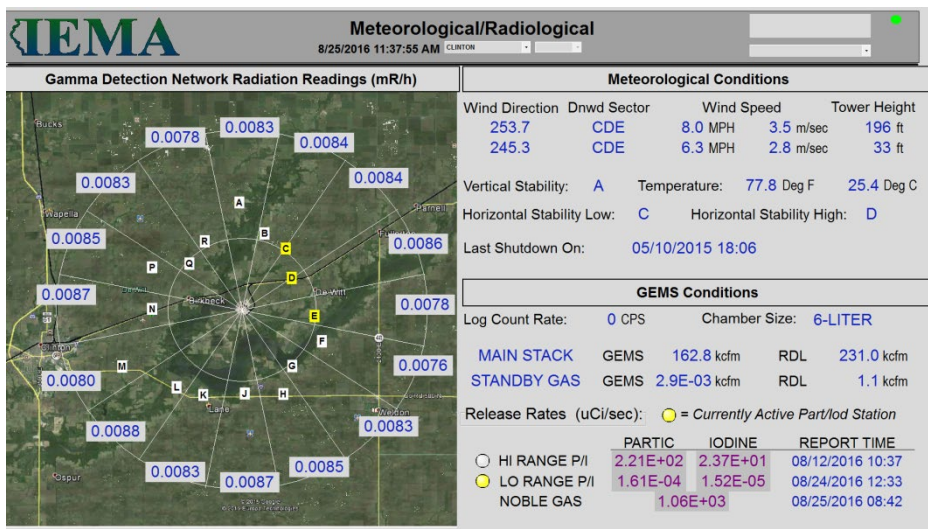 IEMA
Meteorological/Radiological
8/25/2016 11:37:55 AM CLINTON
Gamma Detection Network Radiation Readings (mR/h)
Bucks
0.0078
0.0083
0.0084
0.0083
0.0084
A
Wapella
Parnell
B
0.0085
R
C
0.0086
P
Q
D
0.0087
Birkbeck
De Witt
0.0078
N
E
F
Clinton
0.0076
M
G
0.0080
L
K
J
H
Lane
Weldon
0.0088
0.0083
Ospur
0.0083
0.0087
0.0085
Meteorological Conditions
Wind Direction Dnwd Sector Wind Speed Tower Height
253.7 CDE 8.0 MPH 3.5 m/sec 196 ft
245.3 CDE 6.3 MPH 2.8 m/sec 33 ft
Vertical Stability: A Temperature: 77.8 Deg F 25.4 Deg C
Horizontal Stability Low: C Horizontal Stability High: D
Last Shutdown On: 05/10/2015 18:06
GEMS Conditions
Log Count Rate: 0 CPS Chamber Size: 6-LITER
MAIN STACK GEMS 162.8 kcfm RDL 231.0 kcfm
STANDBY GAS GEMS 2.9E-03 kcfm RDL 1.1 kcfm
Release Rates (uCi/sec): = Currently Active Part/Iod Station
PARTIC IODINE REPORT TIME
HI RANGE P/I 2.21E+02 2.37E+01 08/12/2016 10:37
LO RANGE P/I 1.61E-04 1.52E-05 08/24/2016 12:33
NOBLE GAS 1.06E+03 08/25/2016 08:42